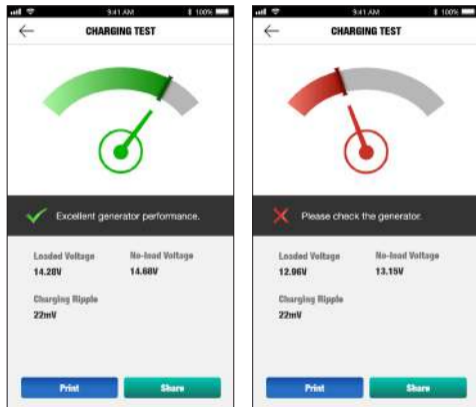 9:41 AM 100%
CHARGING TEST
Excellent generator performance.
Loaded Voltage No-load Voltage
14.28V 14.68V
Charging Ripple
22mV
Print Share
9:41 AM 100%
CHARGING TEST
Please check the generator.
Loaded Voltage No-load Voltage
12.96V 13.15V
Charging Ripple
22mV
Print Share